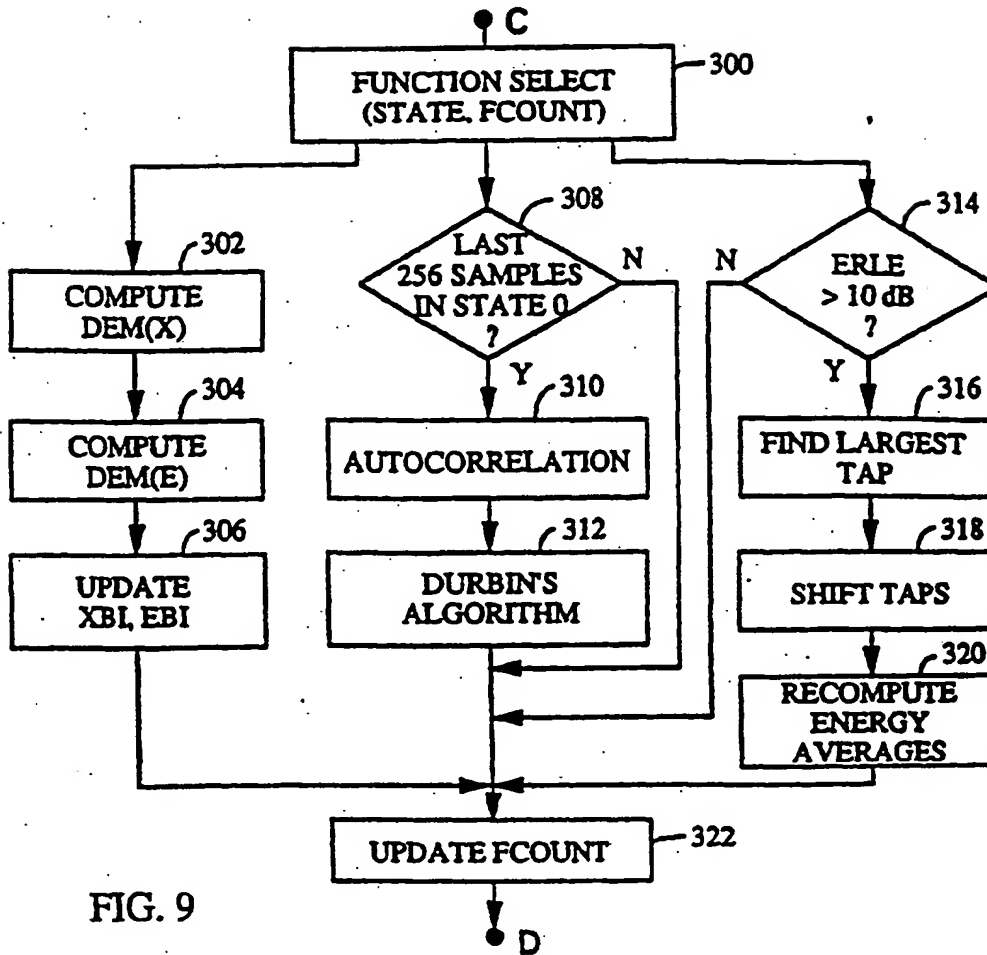 C
FUNCTION SELECT
(STATE, FCOUNT)
300
302
COMPUTE
DEM(X)
304
COMPUTE
DEM(E)
306
UPDATE
XBI, EBI
308
LAST
256 SAMPLES
IN STATE 0
?
N
Y
310
AUTOCORRELATION
312
DURBIN'S
ALGORITHM
314
N
ERLE
> 10 dB
?
Y
316
FIND LARGEST
TAP
318
SHIFT TAPS
320
RECOMPUTE
ENERGY
AVERAGES
UPDATE FCOUNT
322
FIG. 9
D